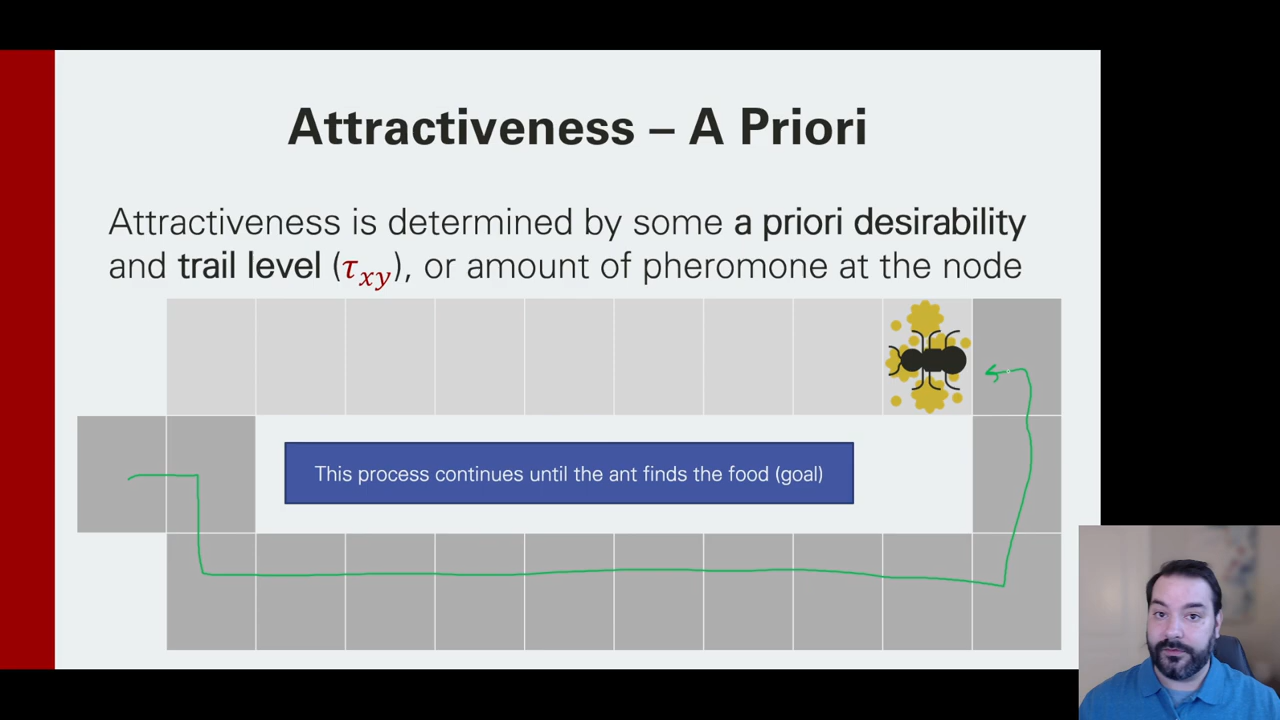 Attractiveness – A Priori
Attractiveness is determined by some a priori desirability
and trail level (τxy), or amount of pheromone at the node
This process continues until the ant finds the food (goal)